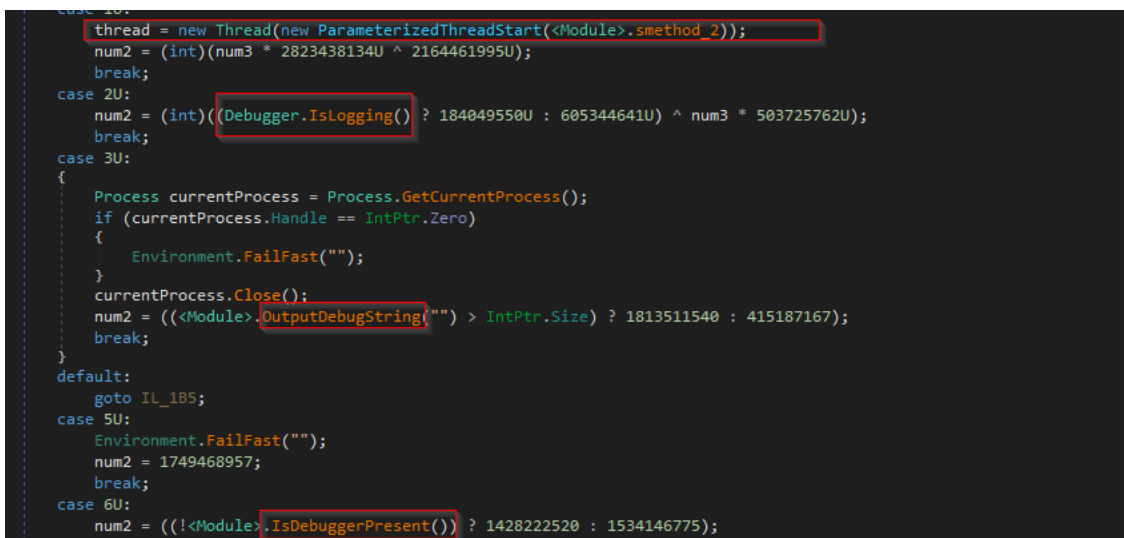 case 1U:
thread = new Thread(new ParameterizedThreadStart(<Module>.smethod_2));
num2 = (int)(num3 * 2823438134U ^ 2164461995U);
break;
case 2U:
num2 = (int)((Debugger.IsLogging() ? 184049550U : 605344641U) ^ num3 * 503725762U);
break;
case 3U:
{
Process currentProcess = Process.GetCurrentProcess();
if (currentProcess.Handle == IntPtr.Zero)
{
Environment.FailFast("");
}
currentProcess.Close();
num2 = ((<Module>.OutputDebugString("") > IntPtr.Size) ? 1813511540 : 415187167);
break;
}
default:
goto IL_1B5;
case 5U:
Environment.FailFast("");
num2 = 1749468957;
break;
case 6U:
num2 = ((!<Module>.IsDebuggerPresent()) ? 1428222520 : 1534146775);